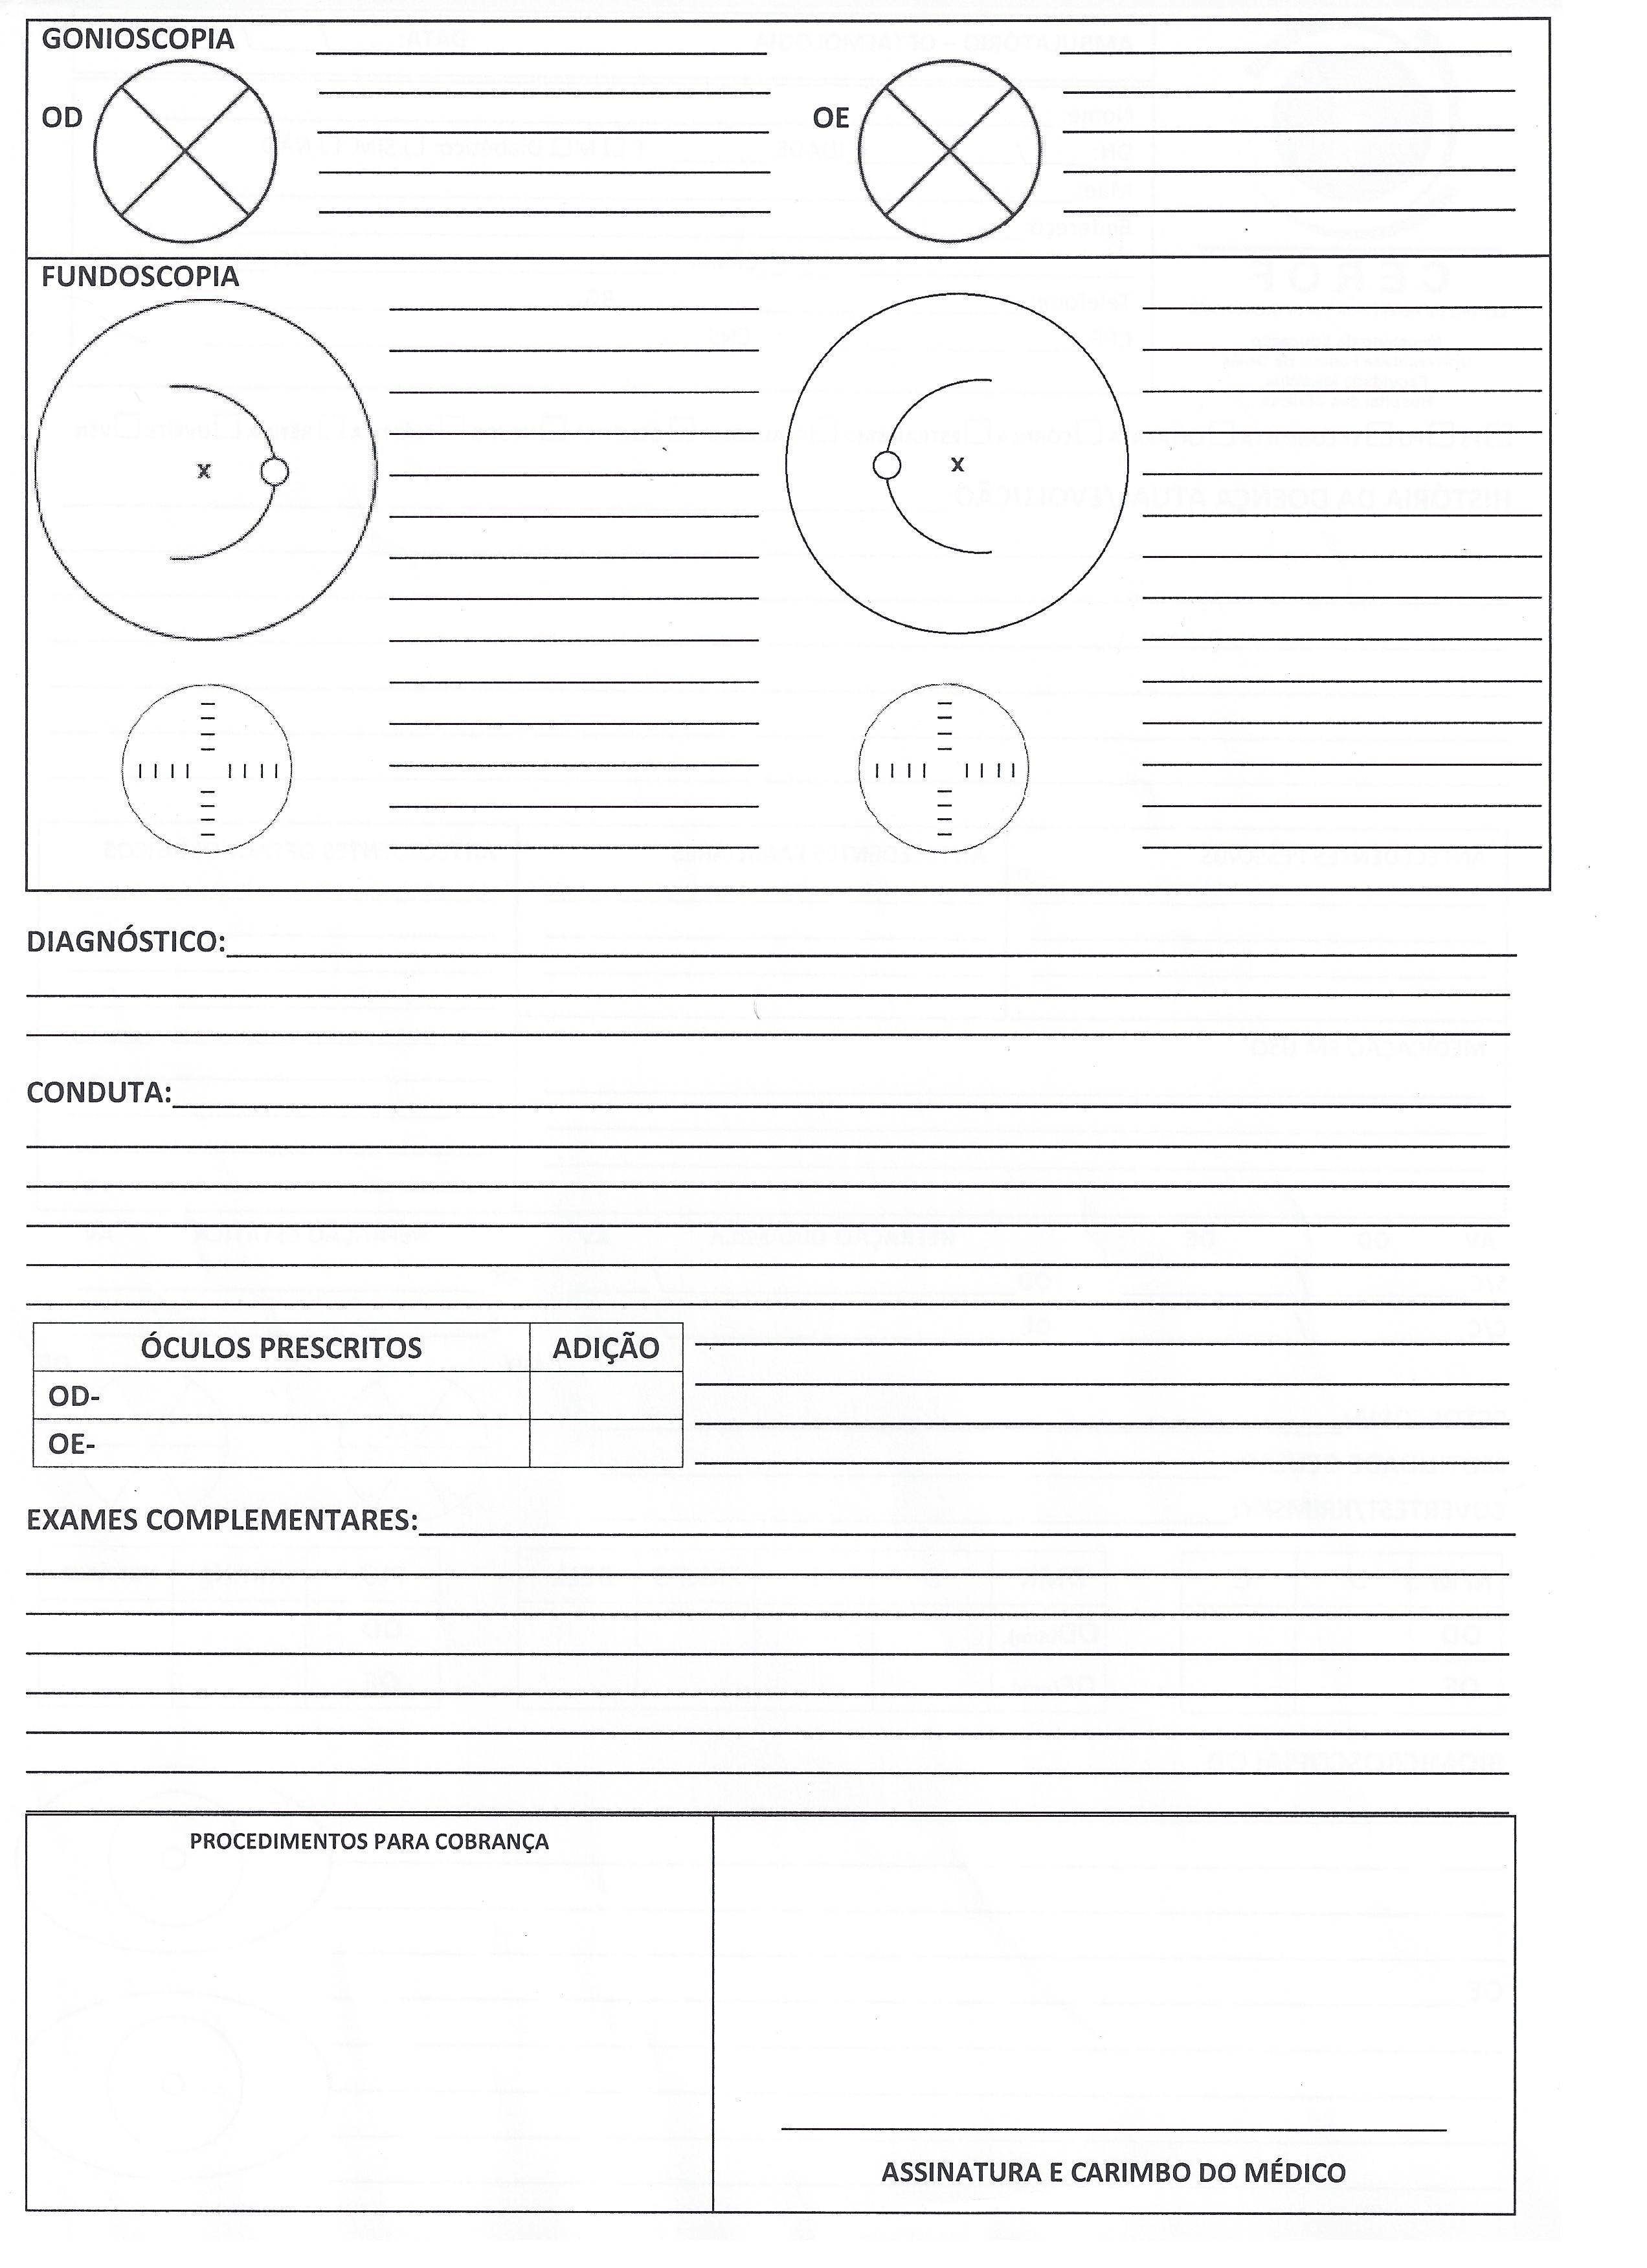 GONIOSCOPIA
OD
OE
FUNDOSCOPIA
x
x
DIAGNÓSTICO:
CONDUTA:
ÓCULOS PRESCRITOS ADIÇÃO
OD-
OE-
EXAMES COMPLEMENTARES:
PROCEDIMENTOS PARA COBRANÇA
ASSINATURA E CARIMBO DO MÉDICO